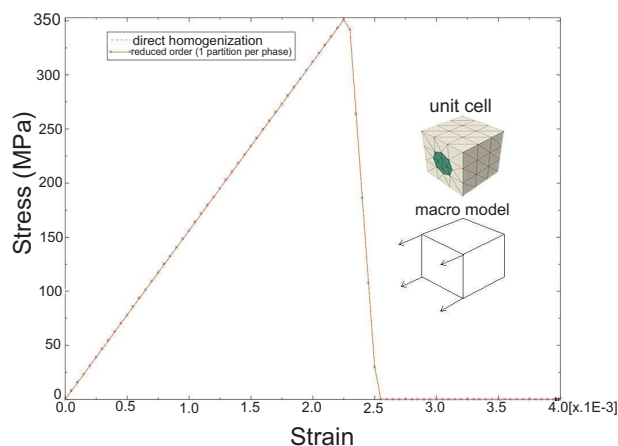 350
300
250
200
150
100
50
0
Stress (MPa)
direct homogenization
reduced order (1 partition per phase)
unit cell
macro model
0.0 0.5 1.0 1.5 2.0 2.5 3.0 3.5 4.0 [x.1E-3]
Strain